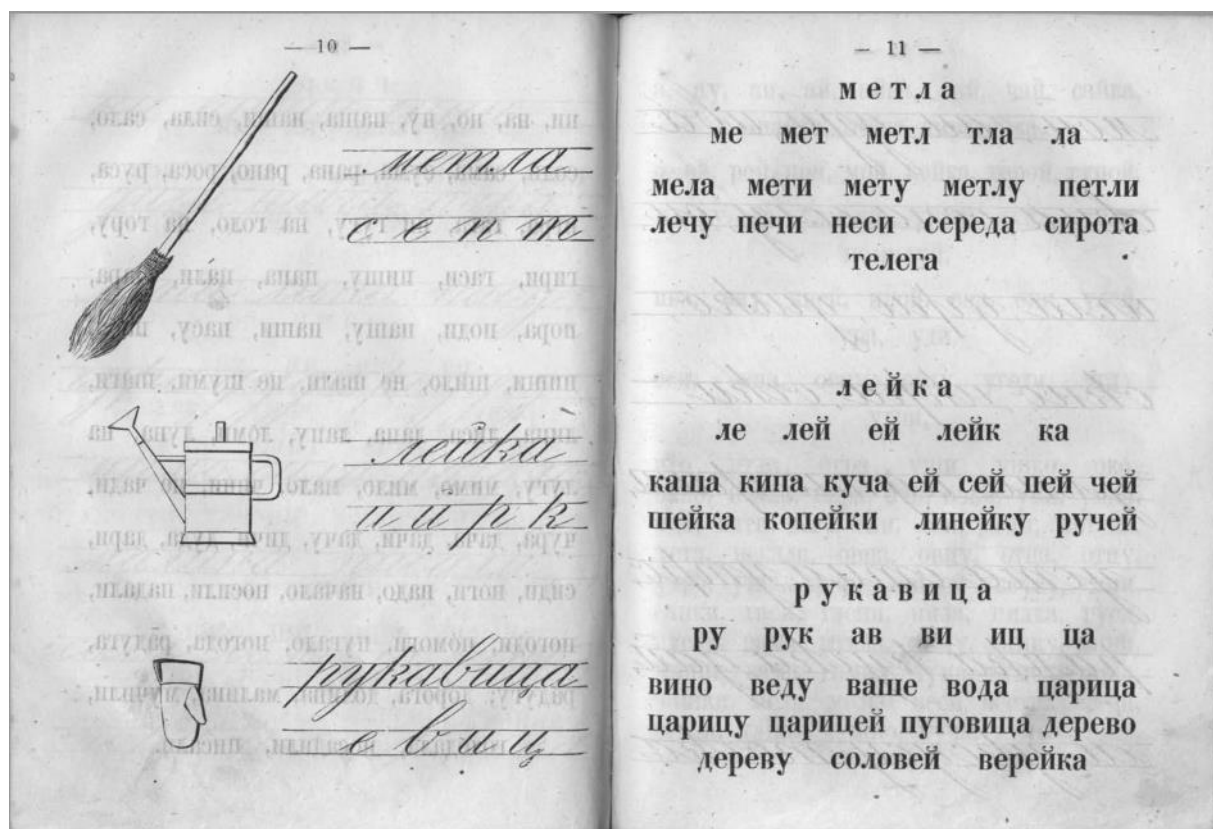 — 10 —
метла
с е п т
лейка
и й р к
рукавица
е в и ц
— 11 —
метла
ме мет метл тла ла
мела мети мету метлу петли
лечу печи неси середа сирота
телега
лейка
ле лей ей лейк ка
каша кипа куча ей сей пей чей
шейка копейки линейку ручей
рукавица
ру рук ав ви иц ца
вино веду ваше вода царица
царицу царицей пуговица дерево
дереву соловей верейка